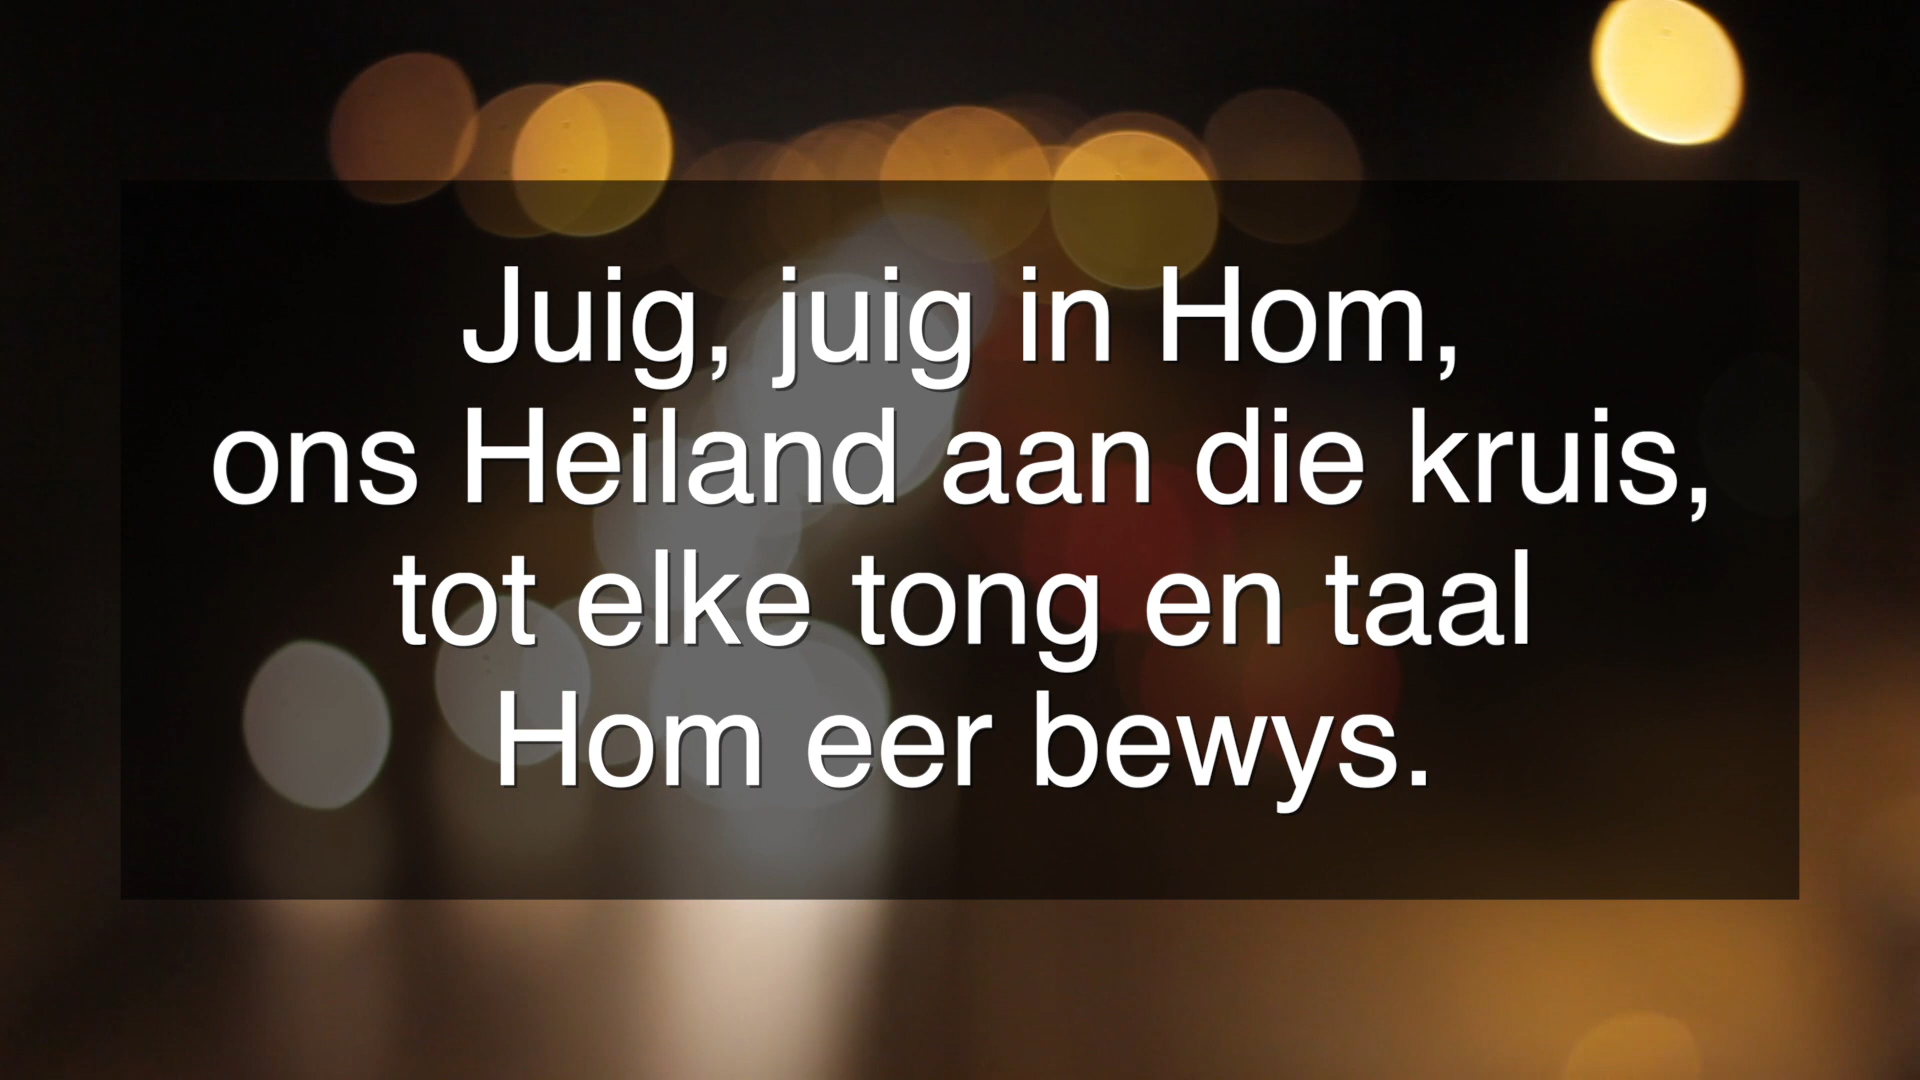 Juig, juig in Hom,
ons Heiland aan die kruis,
tot elke tong en taal
Hom eer bewys.